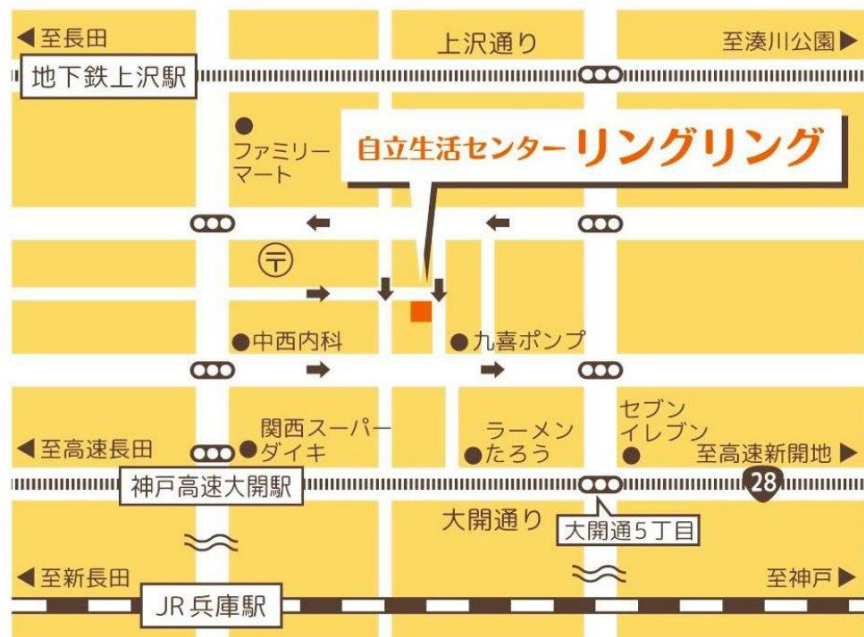 至長田
上沢通り
至湊川公園
地下鉄上沢駅
ファミリー
マート
自立生活センター リングリング
〒
中西内科
九喜ポンプ
関西スーパー
ダイキ
ラーメン
たろう
セブン
イレブン
至高速長田
至高速新開地
神戸高速大開駅
28
大開通り
大開通5丁目
至新長田
至神戸
JR兵庫駅